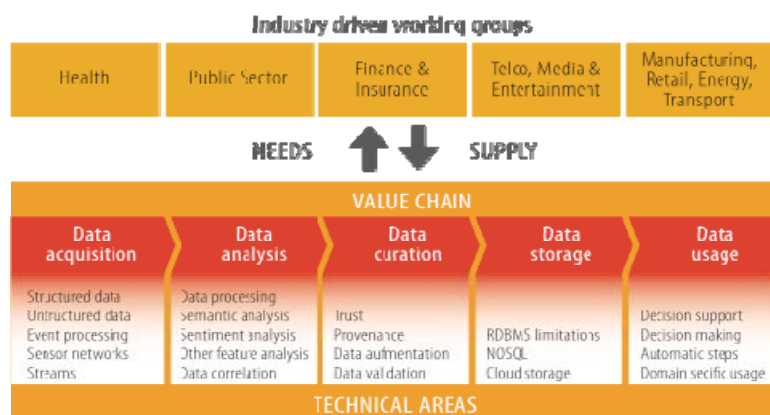 Industry driven working groups
Health
Public Sector
Finance &
Insurance
Telco, Media &
Entertainment
Manufacturing,
Retail, Energy,
Transport
NEEDS
SUPPLY
VALUE CHAIN
Data
acquisition
Data
analysis
Data
curation
Data
storage
Data
usage
Structured data
Unstructured data
Event processing
Sensor networks
Streams
Data processing
Semantic analysis
Sentiment analysis
Other feature analysis
Data correlation
Trust
Provenance
Data aufmentation
Data validation
RDBMS limitations
NOSQL
Cloud storage
Decision support
Decision making
Automatic steps
Domain secific usage
TECHNICAL AREAS